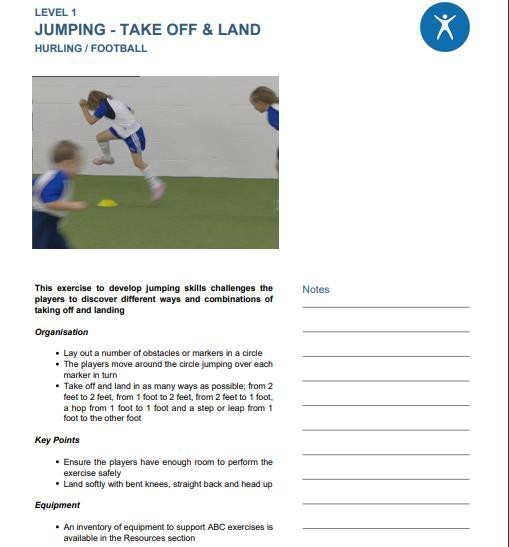 LEVEL 1
JUMPING - TAKE OFF & LAND
HURLING / FOOTBALL
This exercise to develop jumping skills challenges the
players to discover different ways and combinations of
taking off and landing
Notes
Organisation
• Lay out a number of obstacles or markers in a circle
• The players move around the circle jumping over each
marker in turn
• Take off and land in as many ways as possible; from 2
feet to 2 feet, from 1 foot to 2 feet, from 2 feet to 1 foot,
a hop from 1 foot to 1 foot and a step or leap from 1
foot to the other foot
Key Points
• Ensure the players have enough room to perform the
exercise safely
• Land softly with bent knees, straight back and head up
Equipment
• An inventory of equipment to support ABC exercises is
available in the Resources section